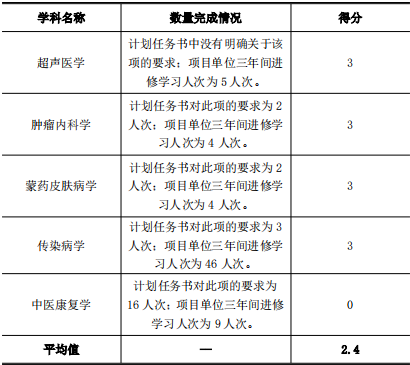 学科名称 数量完成情况 得分
计划任务书中没有明确关于该
超声医学 项的要求；项目单位三年间进 3
修学习人次为 5 人次。
计划任务书对此项的要求为 2
肿瘤内科学 人次；项目单位三年间进修学 3
习人次为 4 人次。
计划任务书对此项的要求为 2
蒙药皮肤病学 人次；项目单位三年间进修学 3
习人次为 4 人次。
计划任务书对此项的要求为 3
传染病学 人次；项目单位三年间进修学 3
习人次为 46 人次。
计划任务书对此项的要求为
中医康复学 16 人次；项目单位三年间进修 0
学习人次为 9 人次。
平均值 — 2.4